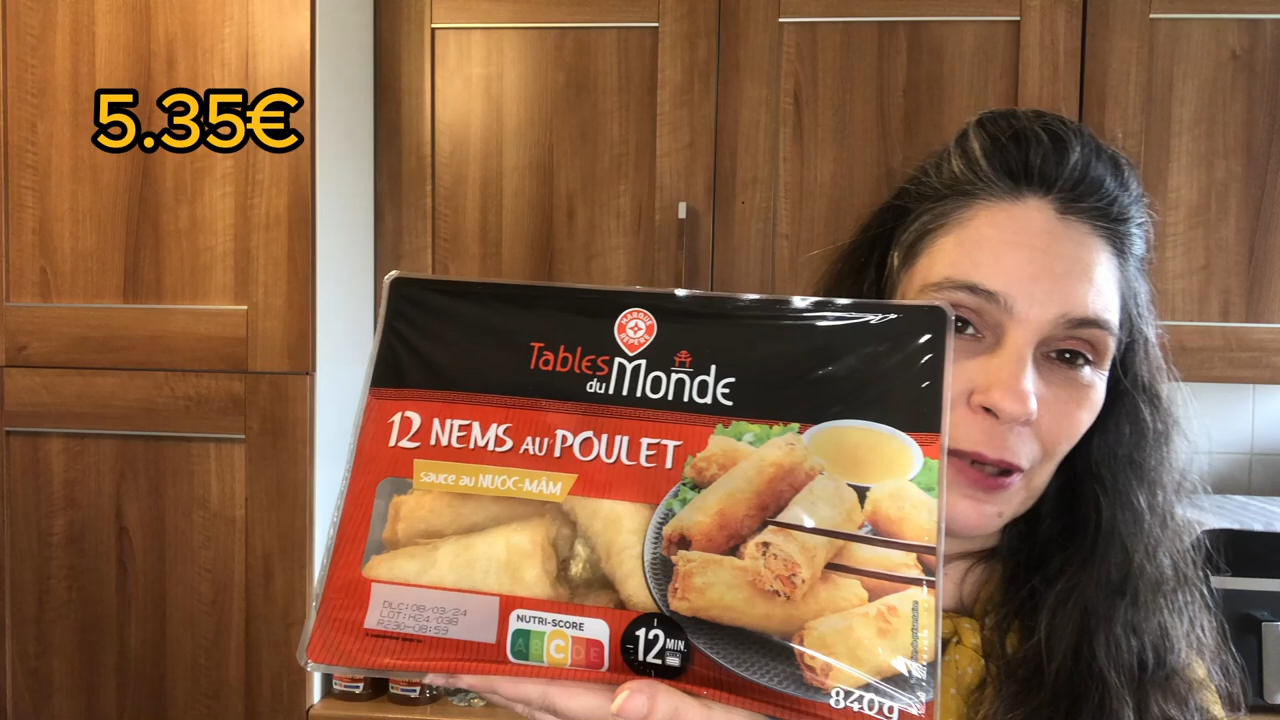 5.35€
MARQUE
REPÈRE
Tables
du Monde
12 NEMS AU POULET
sauce au NUOC-MÂM
DLC:08/03/24
LOT:H24/038
R230-08:59
NUTRI-SCORE
A B C D E
12 MIN.
840g